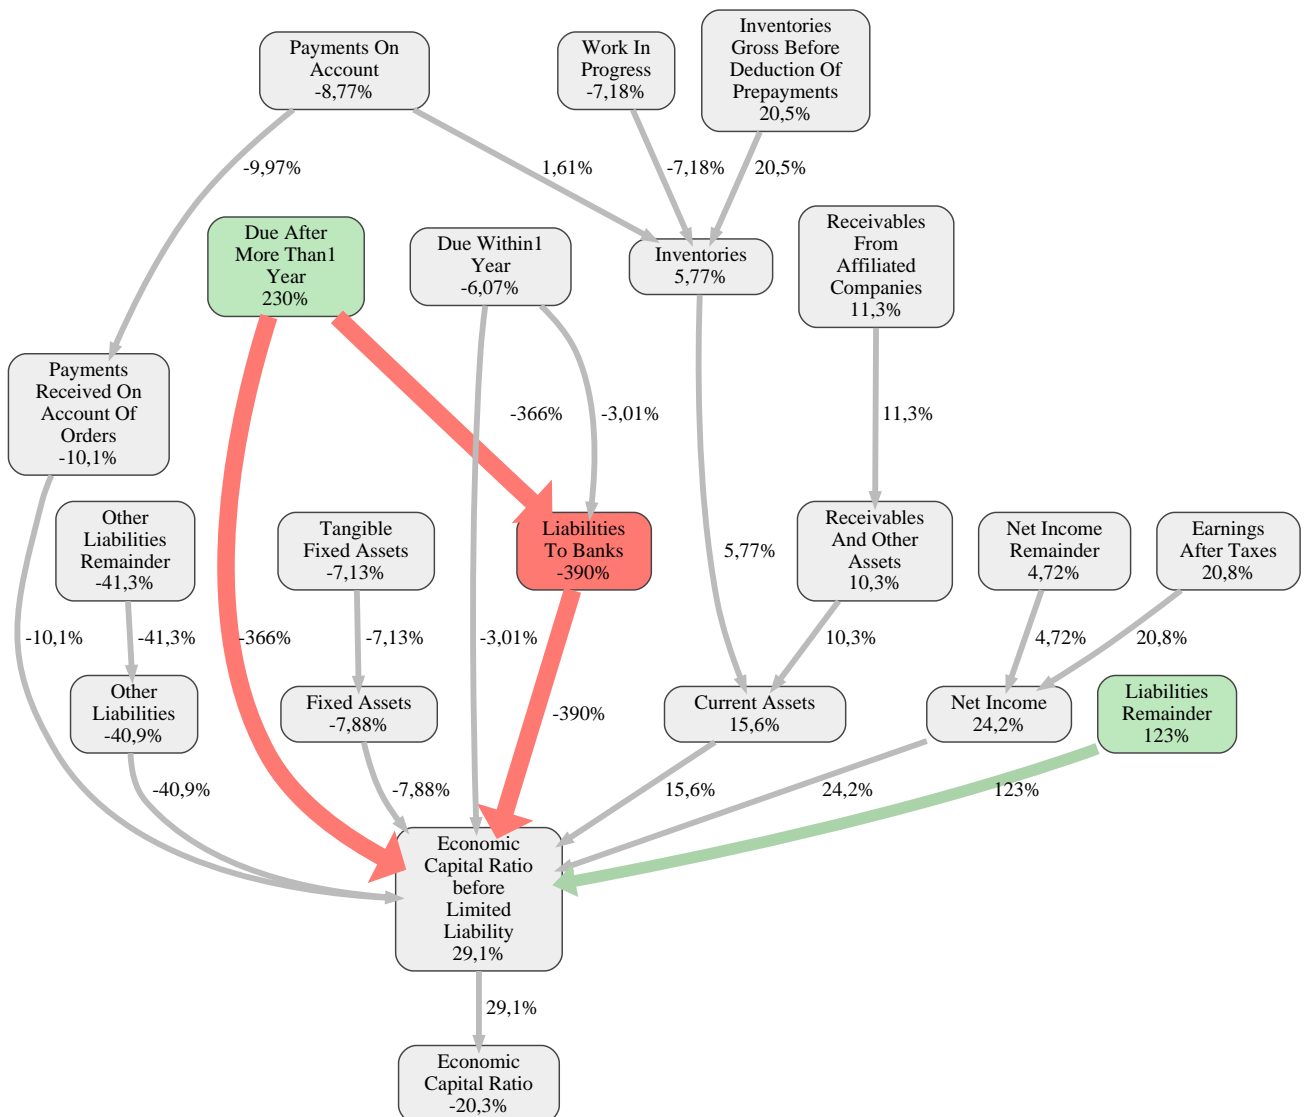 Payments On
Account
-8,77%
Work In
Progress
-7,18%
Inventories
Gross Before
Deduction Of
Prepayments
20,5%
-9,97%
1,61%
-7,18%
20,5%
Due After
More Than1
Year
230%
Due Within1
Year
-6,07%
Inventories
5,77%
Receivables
From
Affiliated
Companies
11,3%
Payments
Received On
Account Of
Orders
-10,1%
-366%
-3,01%
11,3%
Other
Liabilities
Remainder
-41,3%
Tangible
Fixed Assets
-7,13%
Liabilities
To Banks
-390%
5,77%
Receivables
And Other
Assets
10,3%
Net Income
Remainder
4,72%
Earnings
After Taxes
20,8%
-10,1%
-41,3%
-366%
-7,13%
-3,01%
10,3%
4,72%
20,8%
Other
Liabilities
-40,9%
Fixed Assets
-7,88%
-390%
Current Assets
15,6%
Net Income
24,2%
Liabilities
Remainder
123%
-40,9%
-7,88%
15,6%
24,2%
123%
Economic
Capital Ratio
before
Limited
Liability
29,1%
29,1%
Economic
Capital Ratio
-20,3%